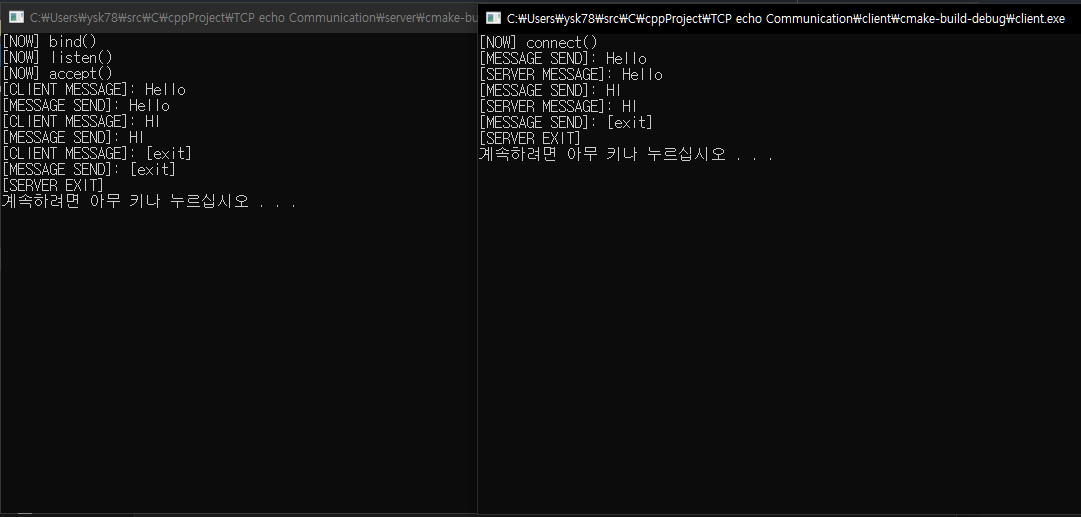 C:₩Users₩ysk78₩src₩C₩cppProject₩TCP echo Communication₩server₩cmake-bu
[NOW] bind()
[NOW] listen()
[NOW] accept()
[CLIENT MESSAGE]: Hello
[MESSAGE SEND]: Hello
[CLIENT MESSAGE]: HI
[MESSAGE SEND]: HI
[CLIENT MESSAGE]: [exit]
[MESSAGE SEND]: [exit]
[SERVER EXIT]
계속하려면 아무 키나 누르십시오 . . .
C:₩Users₩ysk78₩src₩C₩cppProject₩TCP echo Communication₩client₩cmake-build-debug₩client.exe
[NOW] connect()
[MESSAGE SEND]: Hello
[SERVER MESSAGE]: Hello
[MESSAGE SEND]: HI
[SERVER MESSAGE]: HI
[MESSAGE SEND]: [exit]
[SERVER EXIT]
계속하려면 아무 키나 누르십시오 . . .